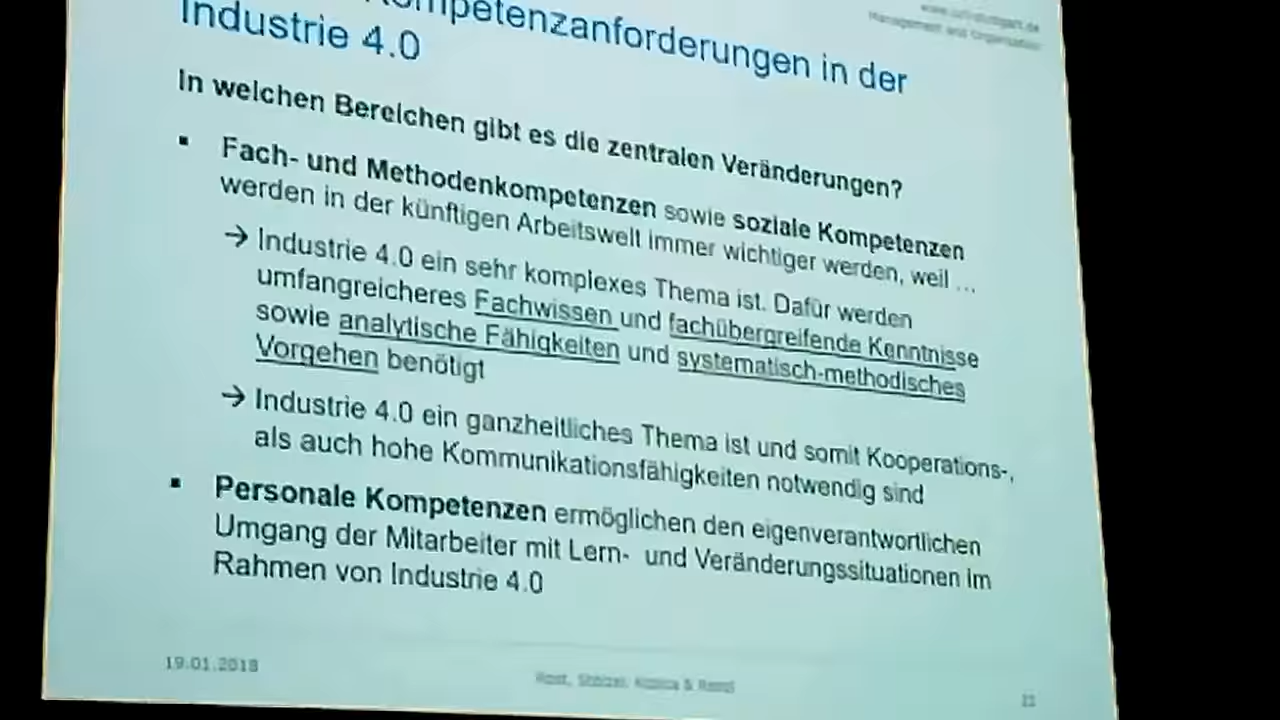 Kompetenzanforderungen in der
Industrie 4.0
Management und Organisation
In welchen Bereichen gibt es die zentralen Veränderungen?
▪ Fach- und Methodenkompetenzen sowie soziale Kompetenzen
werden in der künftigen Arbeitswelt immer wichtiger werden, weil ...
→ Industrie 4.0 ein sehr komplexes Thema ist. Dafür werden
umfangreicheres Fachwissen und fachübergreifende Kenntnisse
sowie analytische Fähigkeiten und systematisch-methodisches
Vorgehen benötigt
→ Industrie 4.0 ein ganzheitliches Thema ist und somit Kooperations-,
als auch hohe Kommunikationsfähigkeiten notwendig sind
▪ Personale Kompetenzen ermöglichen den eigenverantwortlichen
Umgang der Mitarbeiter mit Lern- und Veränderungssituationen im
Rahmen von Industrie 4.0
19.01.2018